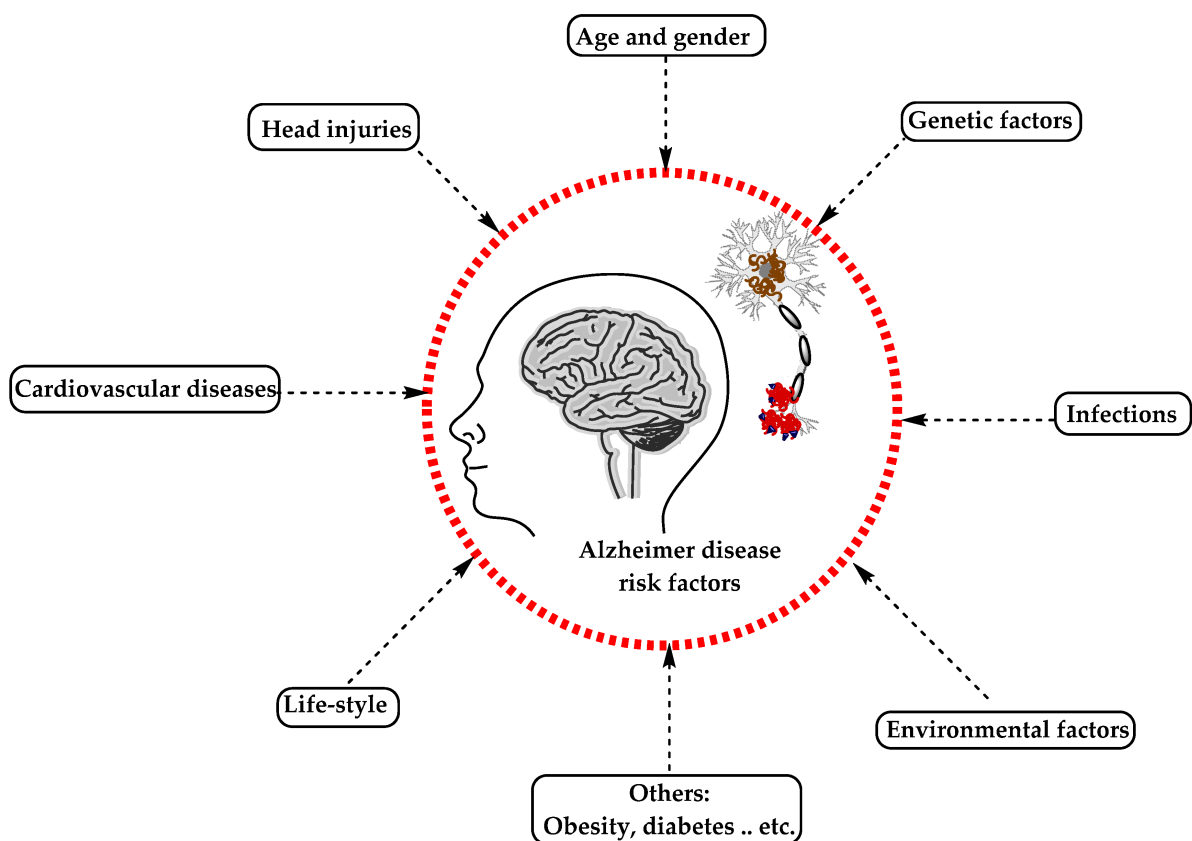 Age and gender
Head injuries
Genetic factors
Cardiovascular diseases
Infections
Alzheimer disease
risk factors
Life-style
Environmental factors
Others:
Obesity, diabetes .. etc.